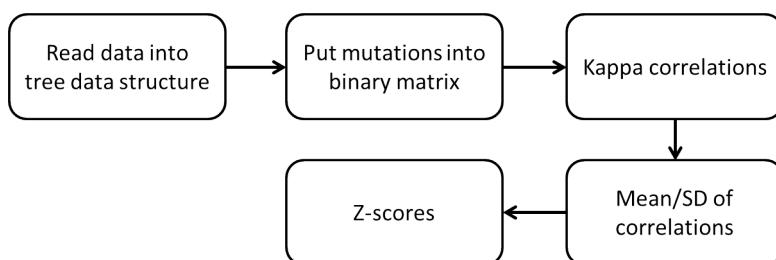 Read data into
tree data structure
Put mutations into
binary matrix
Kappa correlations
Mean/SD of
correlations
Z-scores